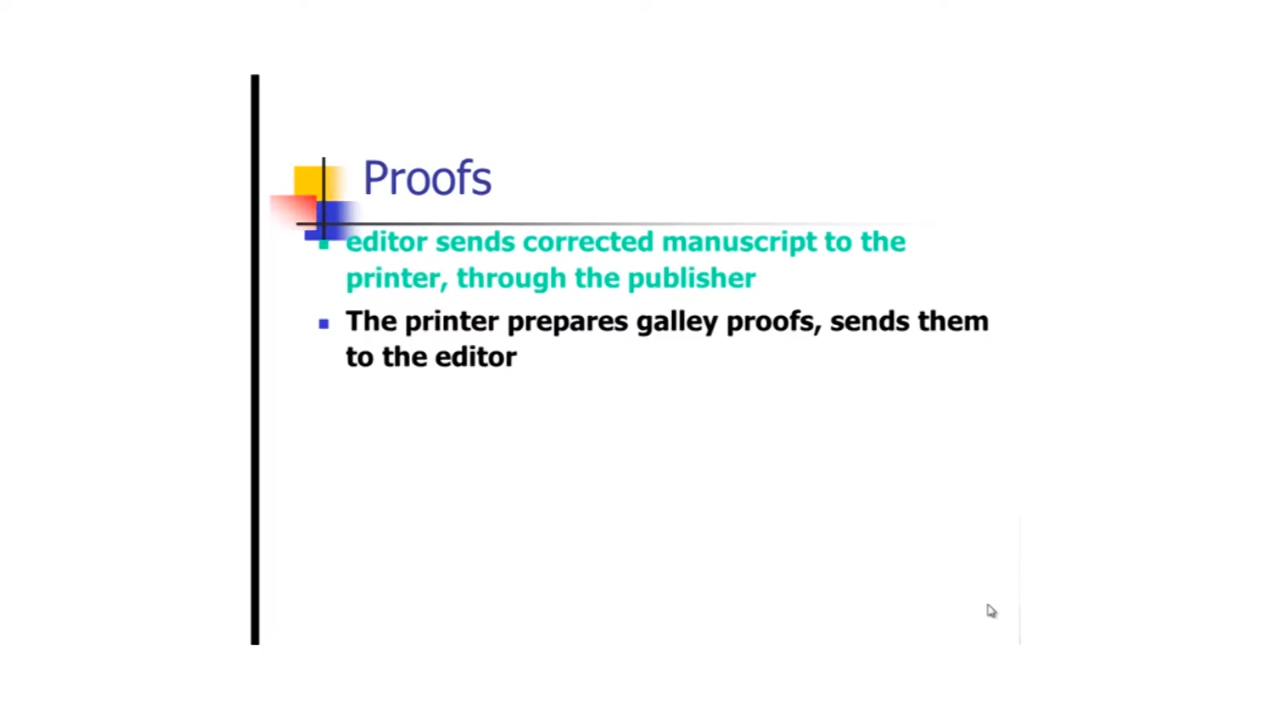 Proofs
editor sends corrected manuscript to the
printer, through the publisher
The printer prepares galley proofs, sends them
to the editor